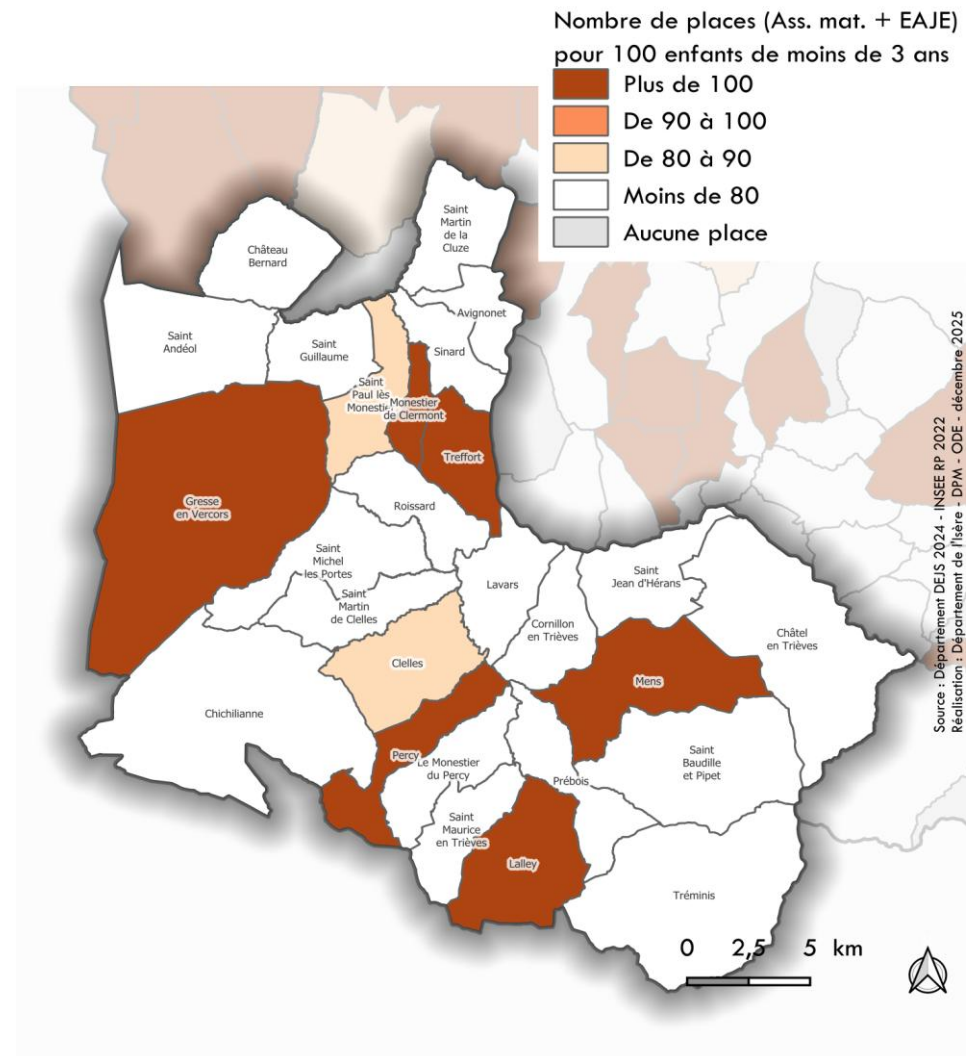 Nombre de places (Ass. mat. + EAJE)
pour 100 enfants de moins de 3 ans
Plus de 100
De 90 à 100
De 80 à 90
Moins de 80
Aucune place
Saint
Martin
de la
Cluze
Château
Bernard
Avignonet
Saint
Andéol
Saint
Guillaume
Sinard
Saint
Paul lès
Monestie
Monestier
de Clermont
Treffort
Gresse
en Vercors
Roissard
Saint
Michel
les Portes
Saint
Martin
de Clelles
Lavars
Saint
Jean d'Hérans
Cornillon
en Trièves
Châtel
en Trièves
Clelles
Mens
Chichilianne
Percy
Le Monestier
du Percy
Prébois
Saint
Baudille
et Pipet
Saint
Maurice
en Trièves
Lalley
Tréminis
0 2,5 5 km
Source : Département DEJS 2024 - INSEE RP 2022
Réalisation : Département de l'Isère - DPM - ODE - décembre 2025